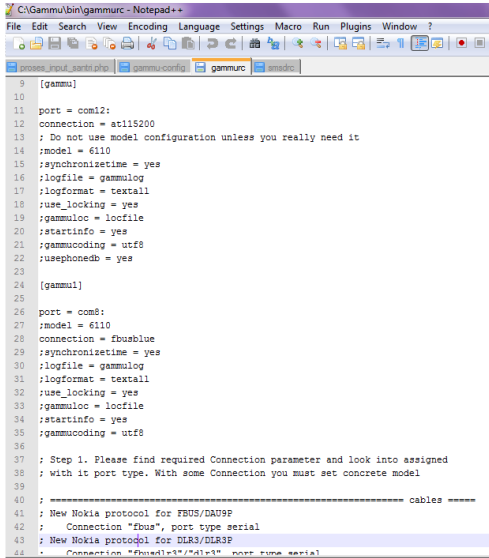 C:\Gammu\bin\gammurc - Notepad++
File Edit Search View Encoding Language Settings Macro Run Plugins Window ?
proses_input_santri.php gammu-config gammurc smsdrc
9 [gammu]
10
11 port = com12:
12 connection = at115200
13 ; Do not use model configuration unless you really need it
14 ;model = 6110
15 ;synchronizetime = yes
16 ;logfile = gammulog
17 ;logformat = textall
18 ;use_locking = yes
19 ;gammuloc = locfile
20 ;startinfo = yes
21 ;gammucoding = utf8
22 ;usephonedb = yes
23
24 [gammu1]
25
26 port = com8:
27 ;model = 6110
28 connection = fbusblue
29 ;synchronizetime = yes
30 ;logfile = gammulog
31 ;logformat = textall
32 ;use_locking = yes
33 ;gammuloc = locfile
34 ;startinfo = yes
35 ;gammucoding = utf8
36
37 ; Step 1. Please find required Connection parameter and look into assigned
38 ; with it port type. With some Connection you must set concrete model
39
40 ; ================================================================ cables =====
41 ; New Nokia protocol for FBUS/DAU9P
42 ; Connection "fbus", port type serial
43 ; New Nokia protocol for DLR3/DLR3P
44 ; Connection "fbusdlr3"/"dlr3", port type serial